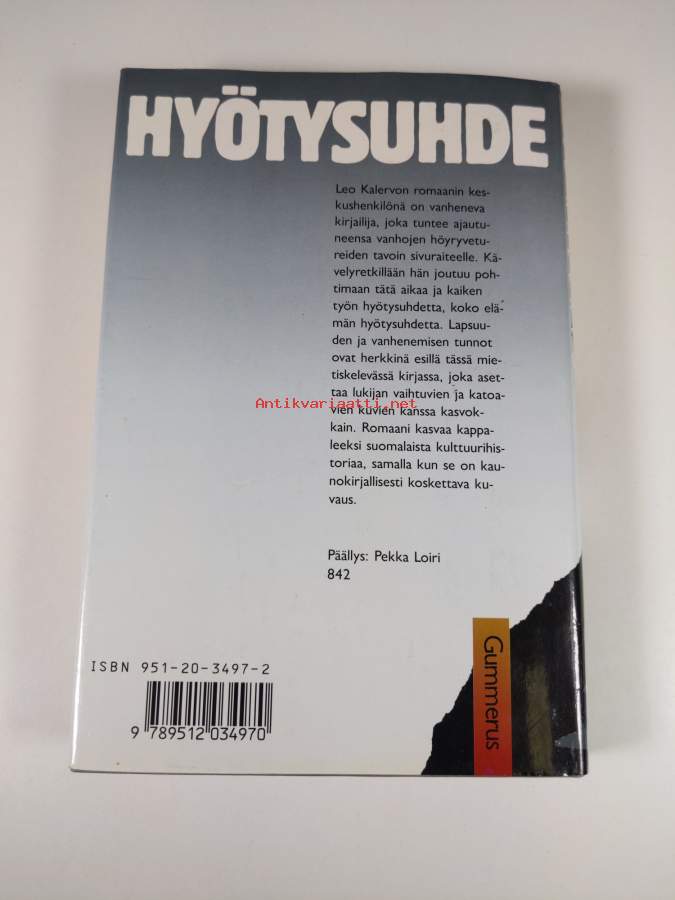 HYÖTYSUHDE
Leo Kalervon romaanin kes-
kushenkilönä on vanheneva
kirjailija, joka tuntee ajautu-
neensa vanhojen höyryvetu-
reiden tavoin sivuraiteelle. Kä-
velyretkillään hän joutuu poh-
timaan tätä aikaa ja kaiken
työn hyötysuhdetta, koko elä-
män hyötysuhdetta. Lapsuu-
den ja vanhenemisen tunnot
ovat herkkinä esillä tässä mie-
tiskelevässä kirjassa, joka aset-
taa lukijan vaihtuvien ja katoa-
Antikvariaatti.net
vien kuvien kanssa kasvok-
kain. Romaani kasvaa kappa-
leeksi suomalaista kulttuurihis-
toriaa, samalla kun se on kau-
nokirjallisesti koskettava ku-
vaus.
Päällys: Pekka Loiri
842
Gummerus
ISBN 951-20-3497-2
9 789512 034970